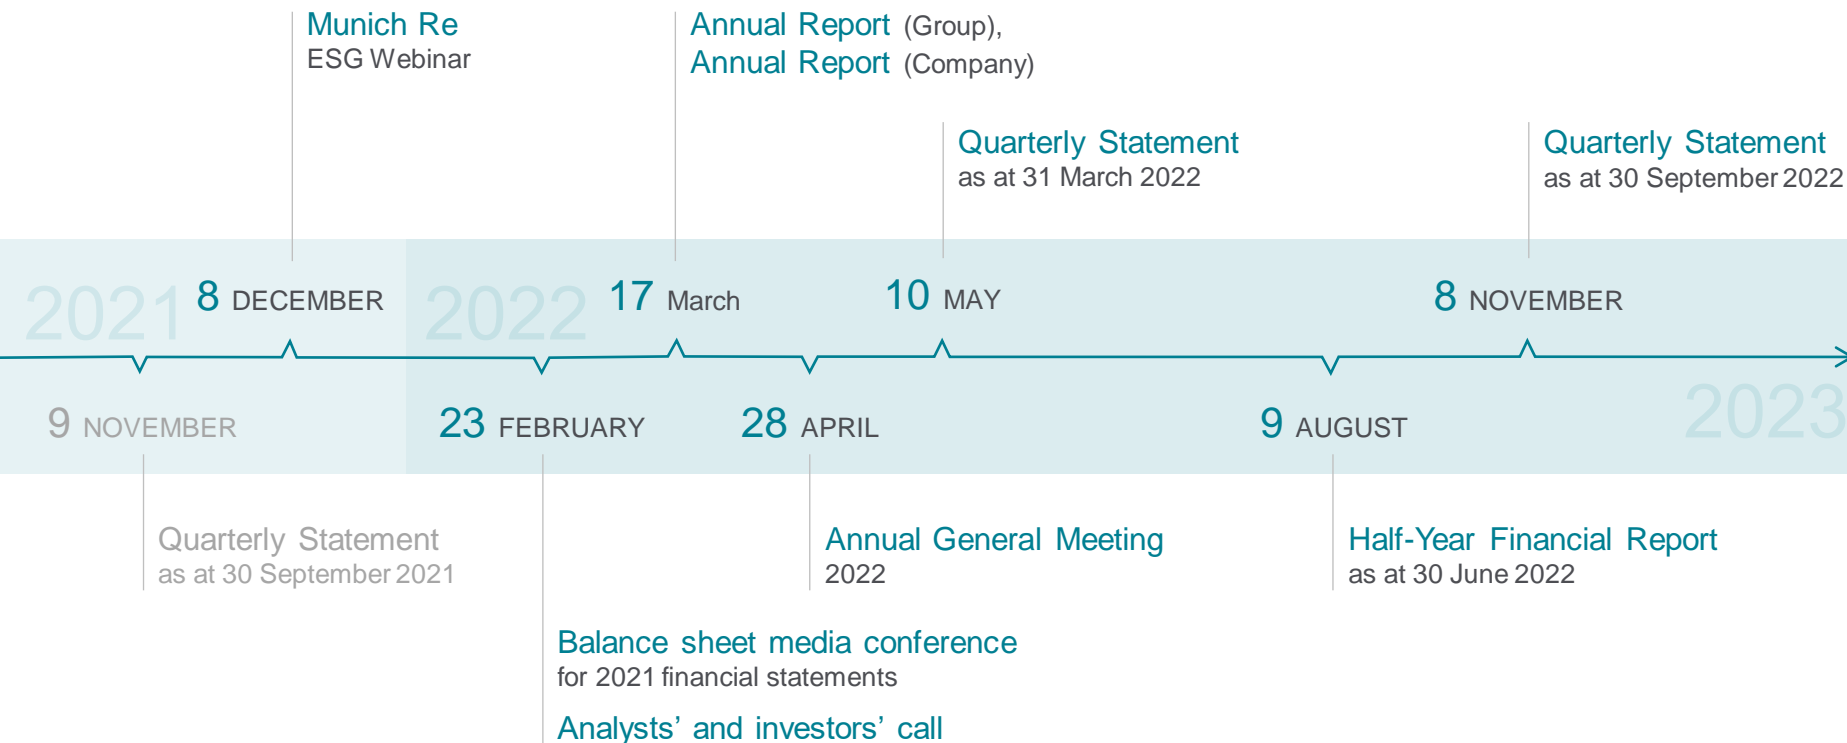 Munich Re
ESG Webinar
Annual Report (Group),
Annual Report (Company)
Quarterly Statement
as at 31 March 2022
Quarterly Statement
as at 30 September 2022
2021
8 DECEMBER
2022
17 March
10 MAY
8 NOVEMBER
9 NOVEMBER
23 FEBRUARY
28 APRIL
9 AUGUST
2023
Quarterly Statement
as at 30 September 2021
Annual General Meeting
2022
Half-Year Financial Report
as at 30 June 2022
Balance sheet media conference
for 2021 financial statements
Analysts’ and investors’ call